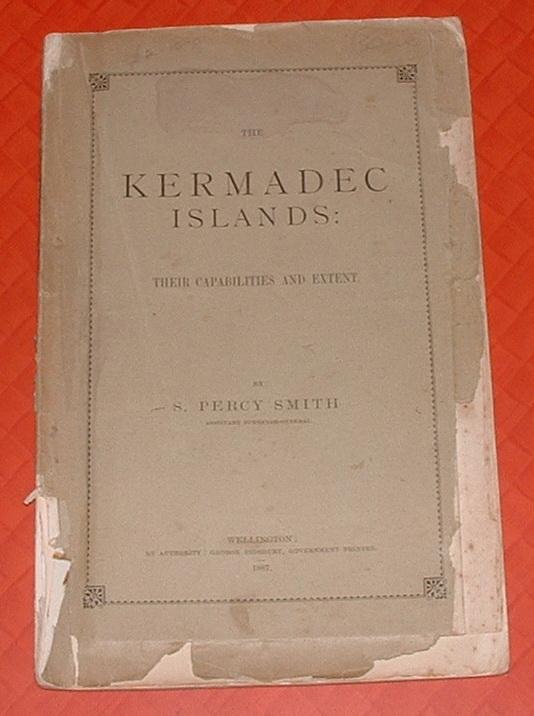 THE
KERMADEC
ISLANDS:
THEIR CAPABILITIES AND EXTENT.
BY
S. PERCY SMITH
ASSISTANT SURVEYOR-GENERAL.
WELLINGTON:
BY AUTHORITY: GEORGE DIDSBURY, GOVERNMENT PRINTER.
1887.